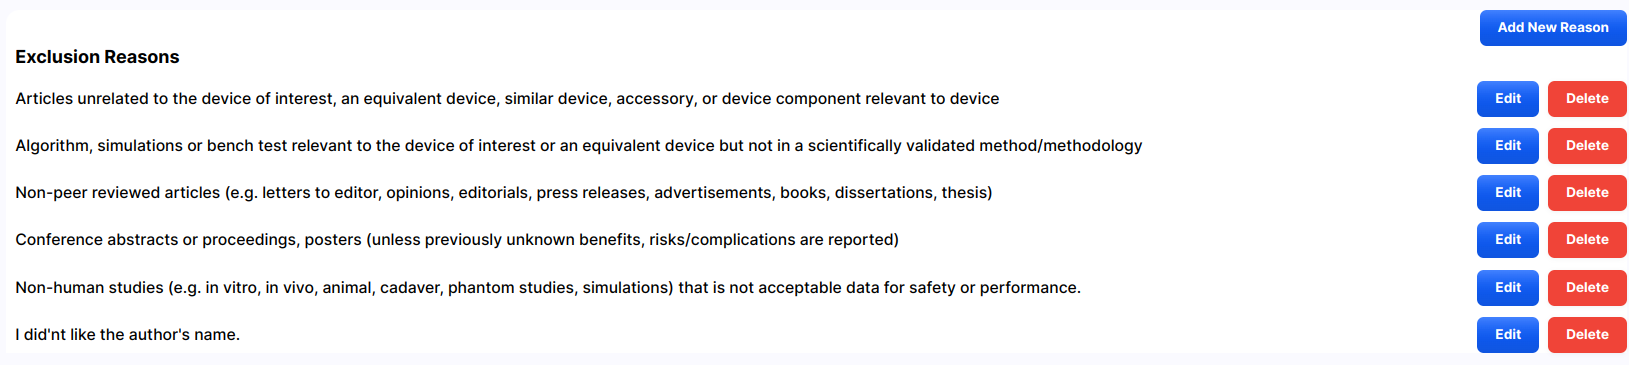 Add New Reason
Exclusion Reasons
Articles unrelated to the device of interest, an equivalent device, similar device, accessory, or device component relevant to device Edit Delete
Algorithm, simulations or bench test relevant to the device of interest or an equivalent device but not in a scientifically validated method/methodology Edit Delete
Non-peer reviewed articles (e.g. letters to editor, opinions, editorials, press releases, advertisements, books, dissertations, thesis) Edit Delete
Conference abstracts or proceedings, posters (unless previously unknown benefits, risks/complications are reported) Edit Delete
Non-human studies (e.g. in vitro, in vivo, animal, cadaver, phantom studies, simulations) that is not acceptable data for safety or performance. Edit Delete
I did'nt like the author's name. Edit Delete